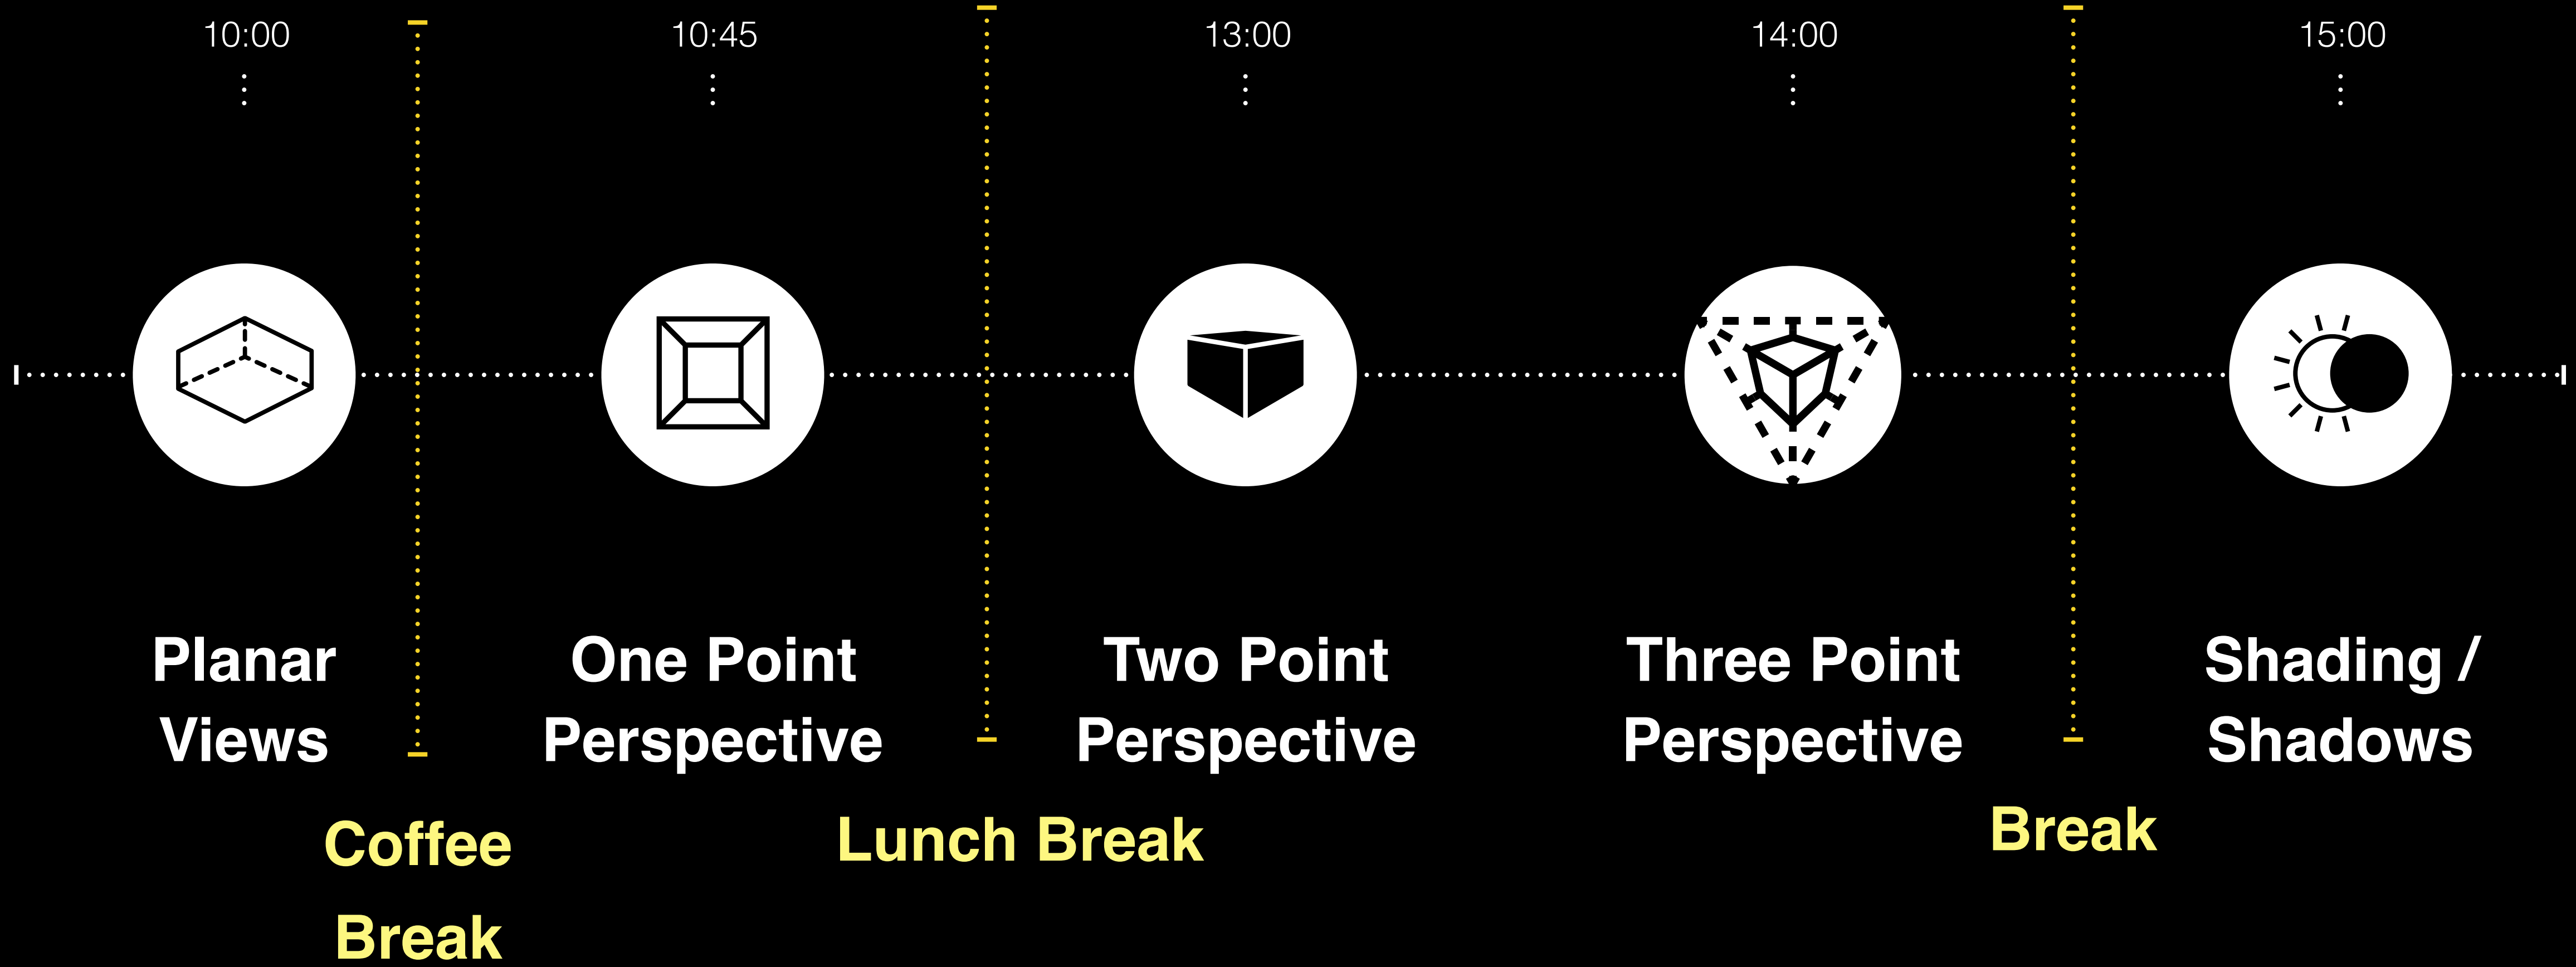 10:00
10:45
13:00
14:00
15:00
Planar
Views
One Point
Perspective
Two Point
Perspective
Three Point
Perspective
Shading /
Shadows
Coffee
Break
Lunch Break
Break